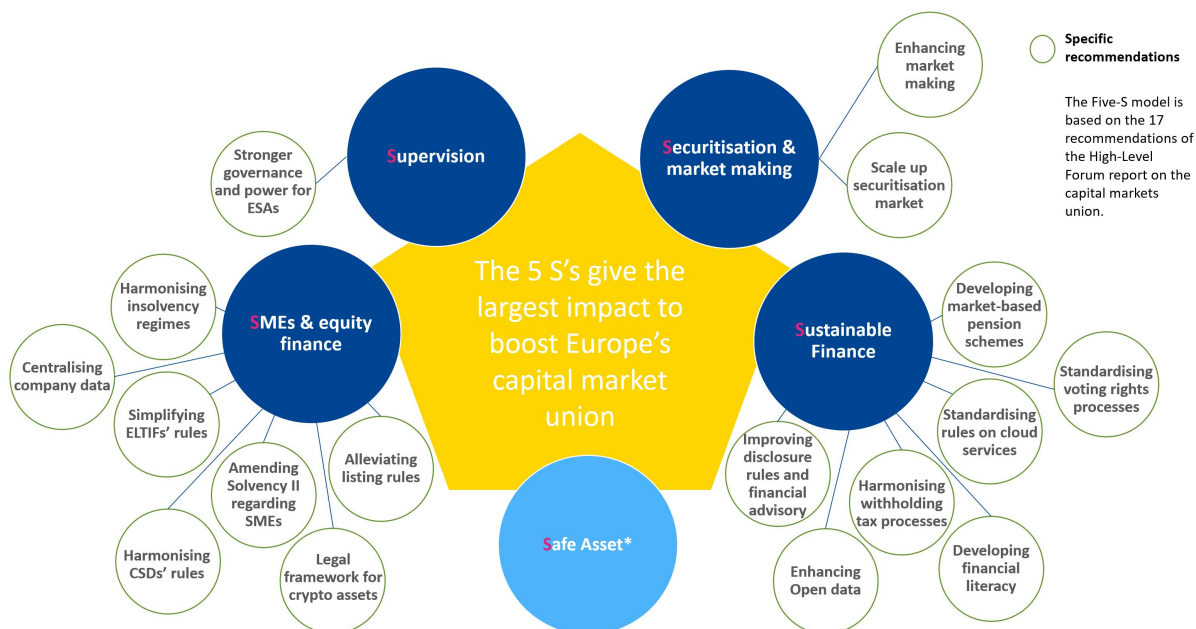 Enhancing
market
making
Specific
recommendations
The Five-S model is
based on the 17
recommendations of
the High-Level
Forum report on the
capital markets
union.
Supervision
Securitisation &
market making
Stronger
governance
and power for
ESAs
Scale up
securitisation
market
The 5 S's give the
largest impact to
boost Europe's
capital market
union
Harmonising
insolvency
regimes
SMEs & equity
finance
Sustainable
Finance
Developing
market-based
pension
schemes
Centralising
company data
Standardising
voting rights
processes
Simplifying
ELTIFs' rules
Standardising
rules on cloud
services
Amending
Solvency II
regarding
SMEs
Alleviating
listing rules
Improving
disclosure
rules and
financial
advisory
Harmonising
withholding
tax processes
Harmonising
CSDs' rules
Legal
framework for
crypto assets
Safe Asset*
Enhancing
Open data
Developing
financial
literacy